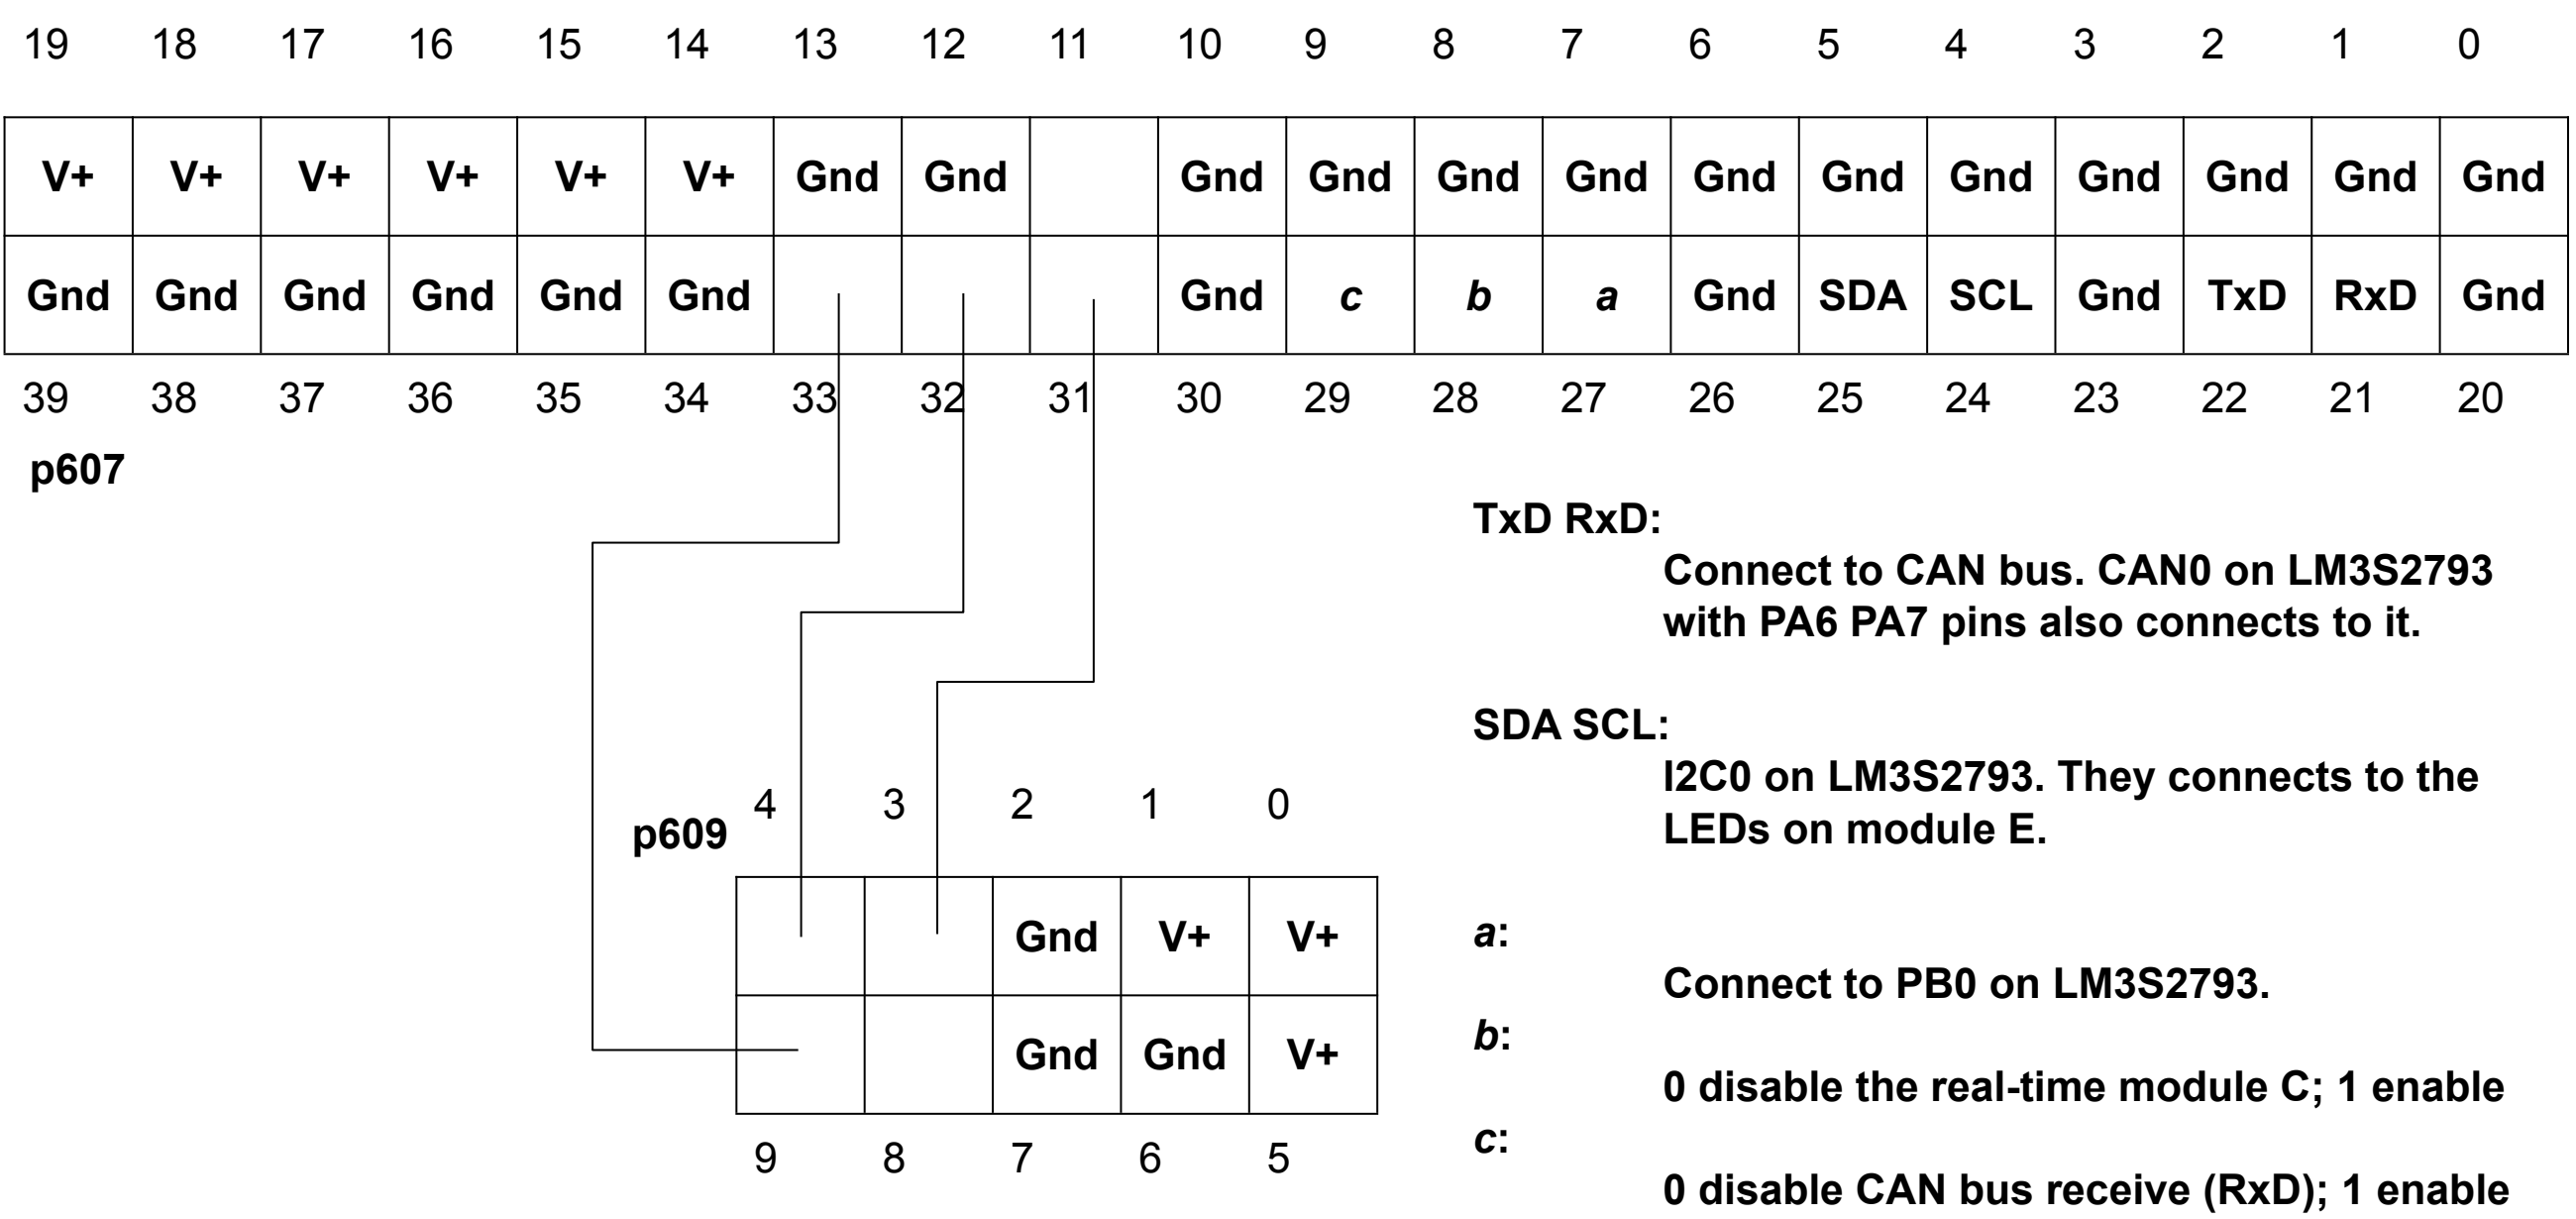 19 18 17 16 15 14 13 12 11 10 9 8 7 6 5 4 3 2 1 0
V+ V+ V+ V+ V+ V+ Gnd Gnd Gnd Gnd Gnd Gnd Gnd Gnd Gnd Gnd Gnd Gnd Gnd
Gnd Gnd Gnd Gnd Gnd Gnd Gnd c b a Gnd SDA SCL Gnd TxD RxD Gnd
39 38 37 36 35 34 33 32 31 30 29 28 27 26 25 24 23 22 21 20
p607
p609
4 3 2 1 0
Gnd V+ V+
Gnd Gnd V+
9 8 7 6 5
TxD RxD:
Connect to CAN bus. CAN0 on LM3S2793
with PA6 PA7 pins also connects to it.
SDA SCL:
I2C0 on LM3S2793. They connects to the
LEDs on module E.
a:
Connect to PB0 on LM3S2793.
b:
0 disable the real-time module C; 1 enable
c:
0 disable CAN bus receive (RxD); 1 enable